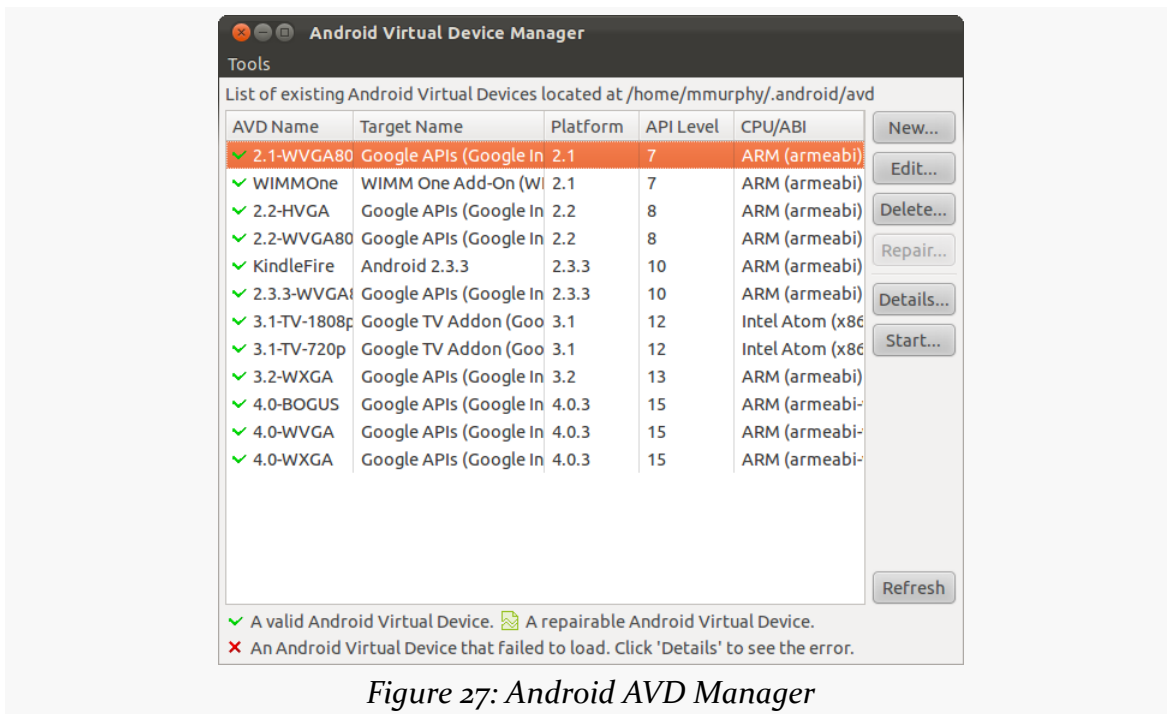 Android Virtual Device Manager
Tools
List of existing Android Virtual Devices located at /home/mmurphy/.android/avd
AVD Name Target Name Platform API Level CPU/ABI
2.1-WVGA80 Google APIs (Google In 2.1 7 ARM (armeabi)
WIMMOne WIMM One Add-On (WI 2.1 7 ARM (armeabi)
2.2-HVGA Google APIs (Google In 2.2 8 ARM (armeabi)
2.2-WVGA80 Google APIs (Google In 2.2 8 ARM (armeabi)
KindleFire Android 2.3.3 2.3.3 10 ARM (armeabi)
2.3.3-WVGA8 Google APIs (Google In 2.3.3 10 ARM (armeabi)
3.1-TV-1808p Google TV Addon (Goo 3.1 12 Intel Atom (x86
3.1-TV-720p Google TV Addon (Goo 3.1 12 Intel Atom (x86
3.2-WXGA Google APIs (Google In 3.2 13 ARM (armeabi)
4.0-BOGUS Google APIs (Google In 4.0.3 15 ARM (armeabi-
4.0-WVGA Google APIs (Google In 4.0.3 15 ARM (armeabi-
4.0-WXGA Google APIs (Google In 4.0.3 15 ARM (armeabi-
New...
Edit...
Delete...
Repair...
Details...
Start...
Refresh
A valid Android Virtual Device. A repairable Android Virtual Device.
An Android Virtual Device that failed to load. Click 'Details' to see the error.
Figure 27: Android AVD Manager